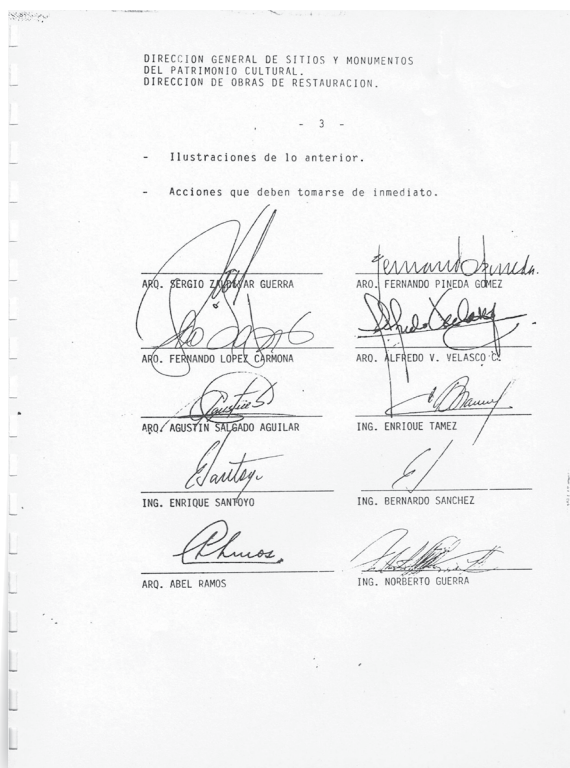 DIRECCION GENERAL DE SITIOS Y MONUMENTOS
DEL PATRIMONIO CULTURAL.
DIRECCION DE OBRAS DE RESTAURACION.
- 3 -
- Ilustraciones de lo anterior.
- Acciones que deben tomarse de inmediato.
Fernando Pineda.
ARQ. SERGIO ZALDIVAR GUERRA
ARQ. FERNANDO PINEDA GOMEZ
Alfredo Velasco
ARQ. FERNANDO LOPEZ CARMONA
ARQ. ALFREDO V. VELASCO C.
Agustin S.
ARQ. AGUSTIN SALGADO AGUILAR
ING. ENRIQUE TAMEZ
ESantoyo.
ING. ENRIQUE SANTOYO
ING. BERNARDO SANCHEZ
ARQ. ABEL RAMOS
ING. NORBERTO GUERRA